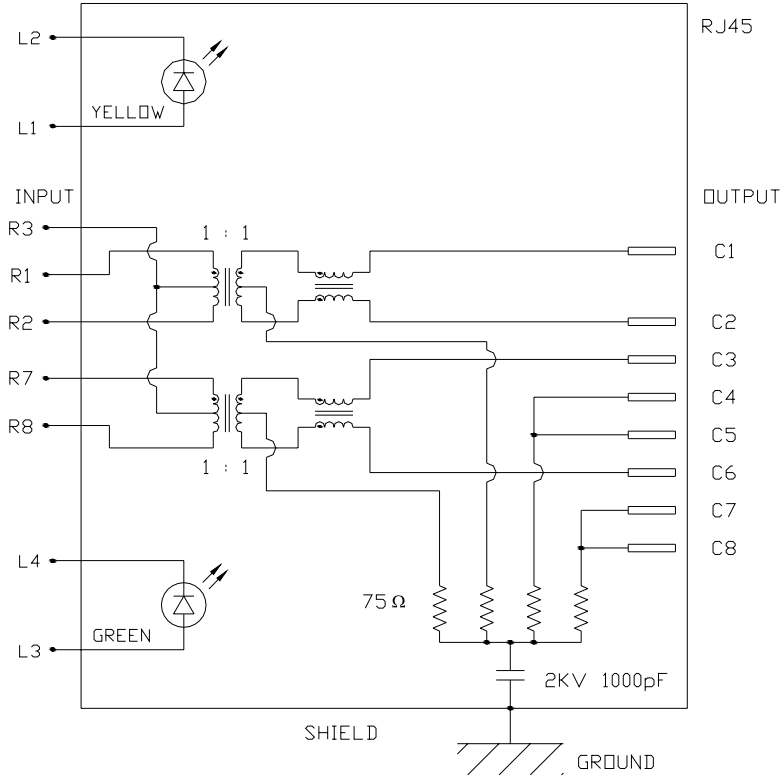 RJ45
L2
YELLOW
L1
INPUT
OUTPUT
R3
1 : 1
C1
R1
R2
C2
C3
R7
C4
R8
C5
1 : 1
C6
C7
C8
L4
75Ω
GREEN
L3
2KV 1000pF
SHIELD
GROUND